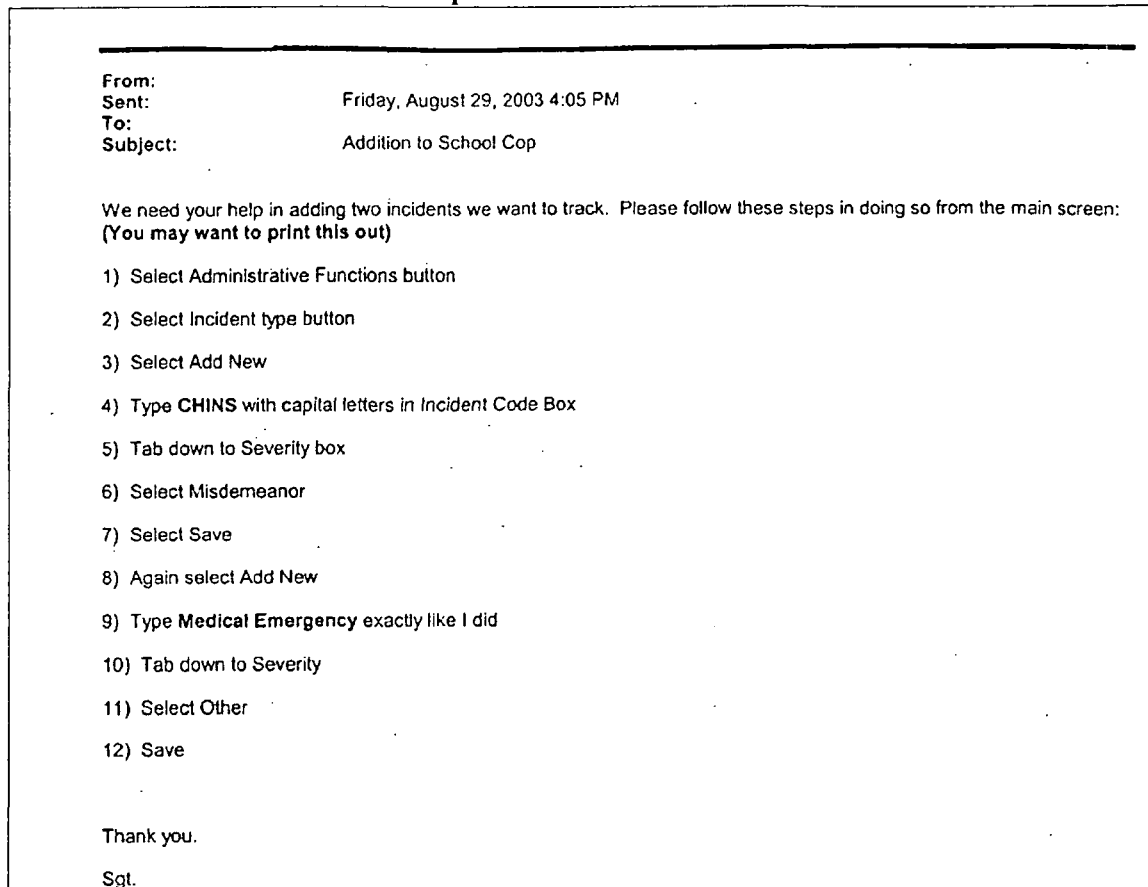 From:
Sent: Friday, August 29, 2003 4:05 PM
To:
Subject: Addition to School Cop
We need your help in adding two incidents we want to track. Please follow these steps in doing so from the main screen:
(You may want to print this out)
1) Select Administrative Functions button
2) Select Incident type button
3) Select Add New
4) Type CHINS with capital letters in Incident Code Box
5) Tab down to Severity box
6) Select Misdemeanor
7) Select Save
8) Again select Add New
9) Type Medical Emergency exactly like I did
10) Tab down to Severity
11) Select Other
12) Save
Thank you.
Sgt.